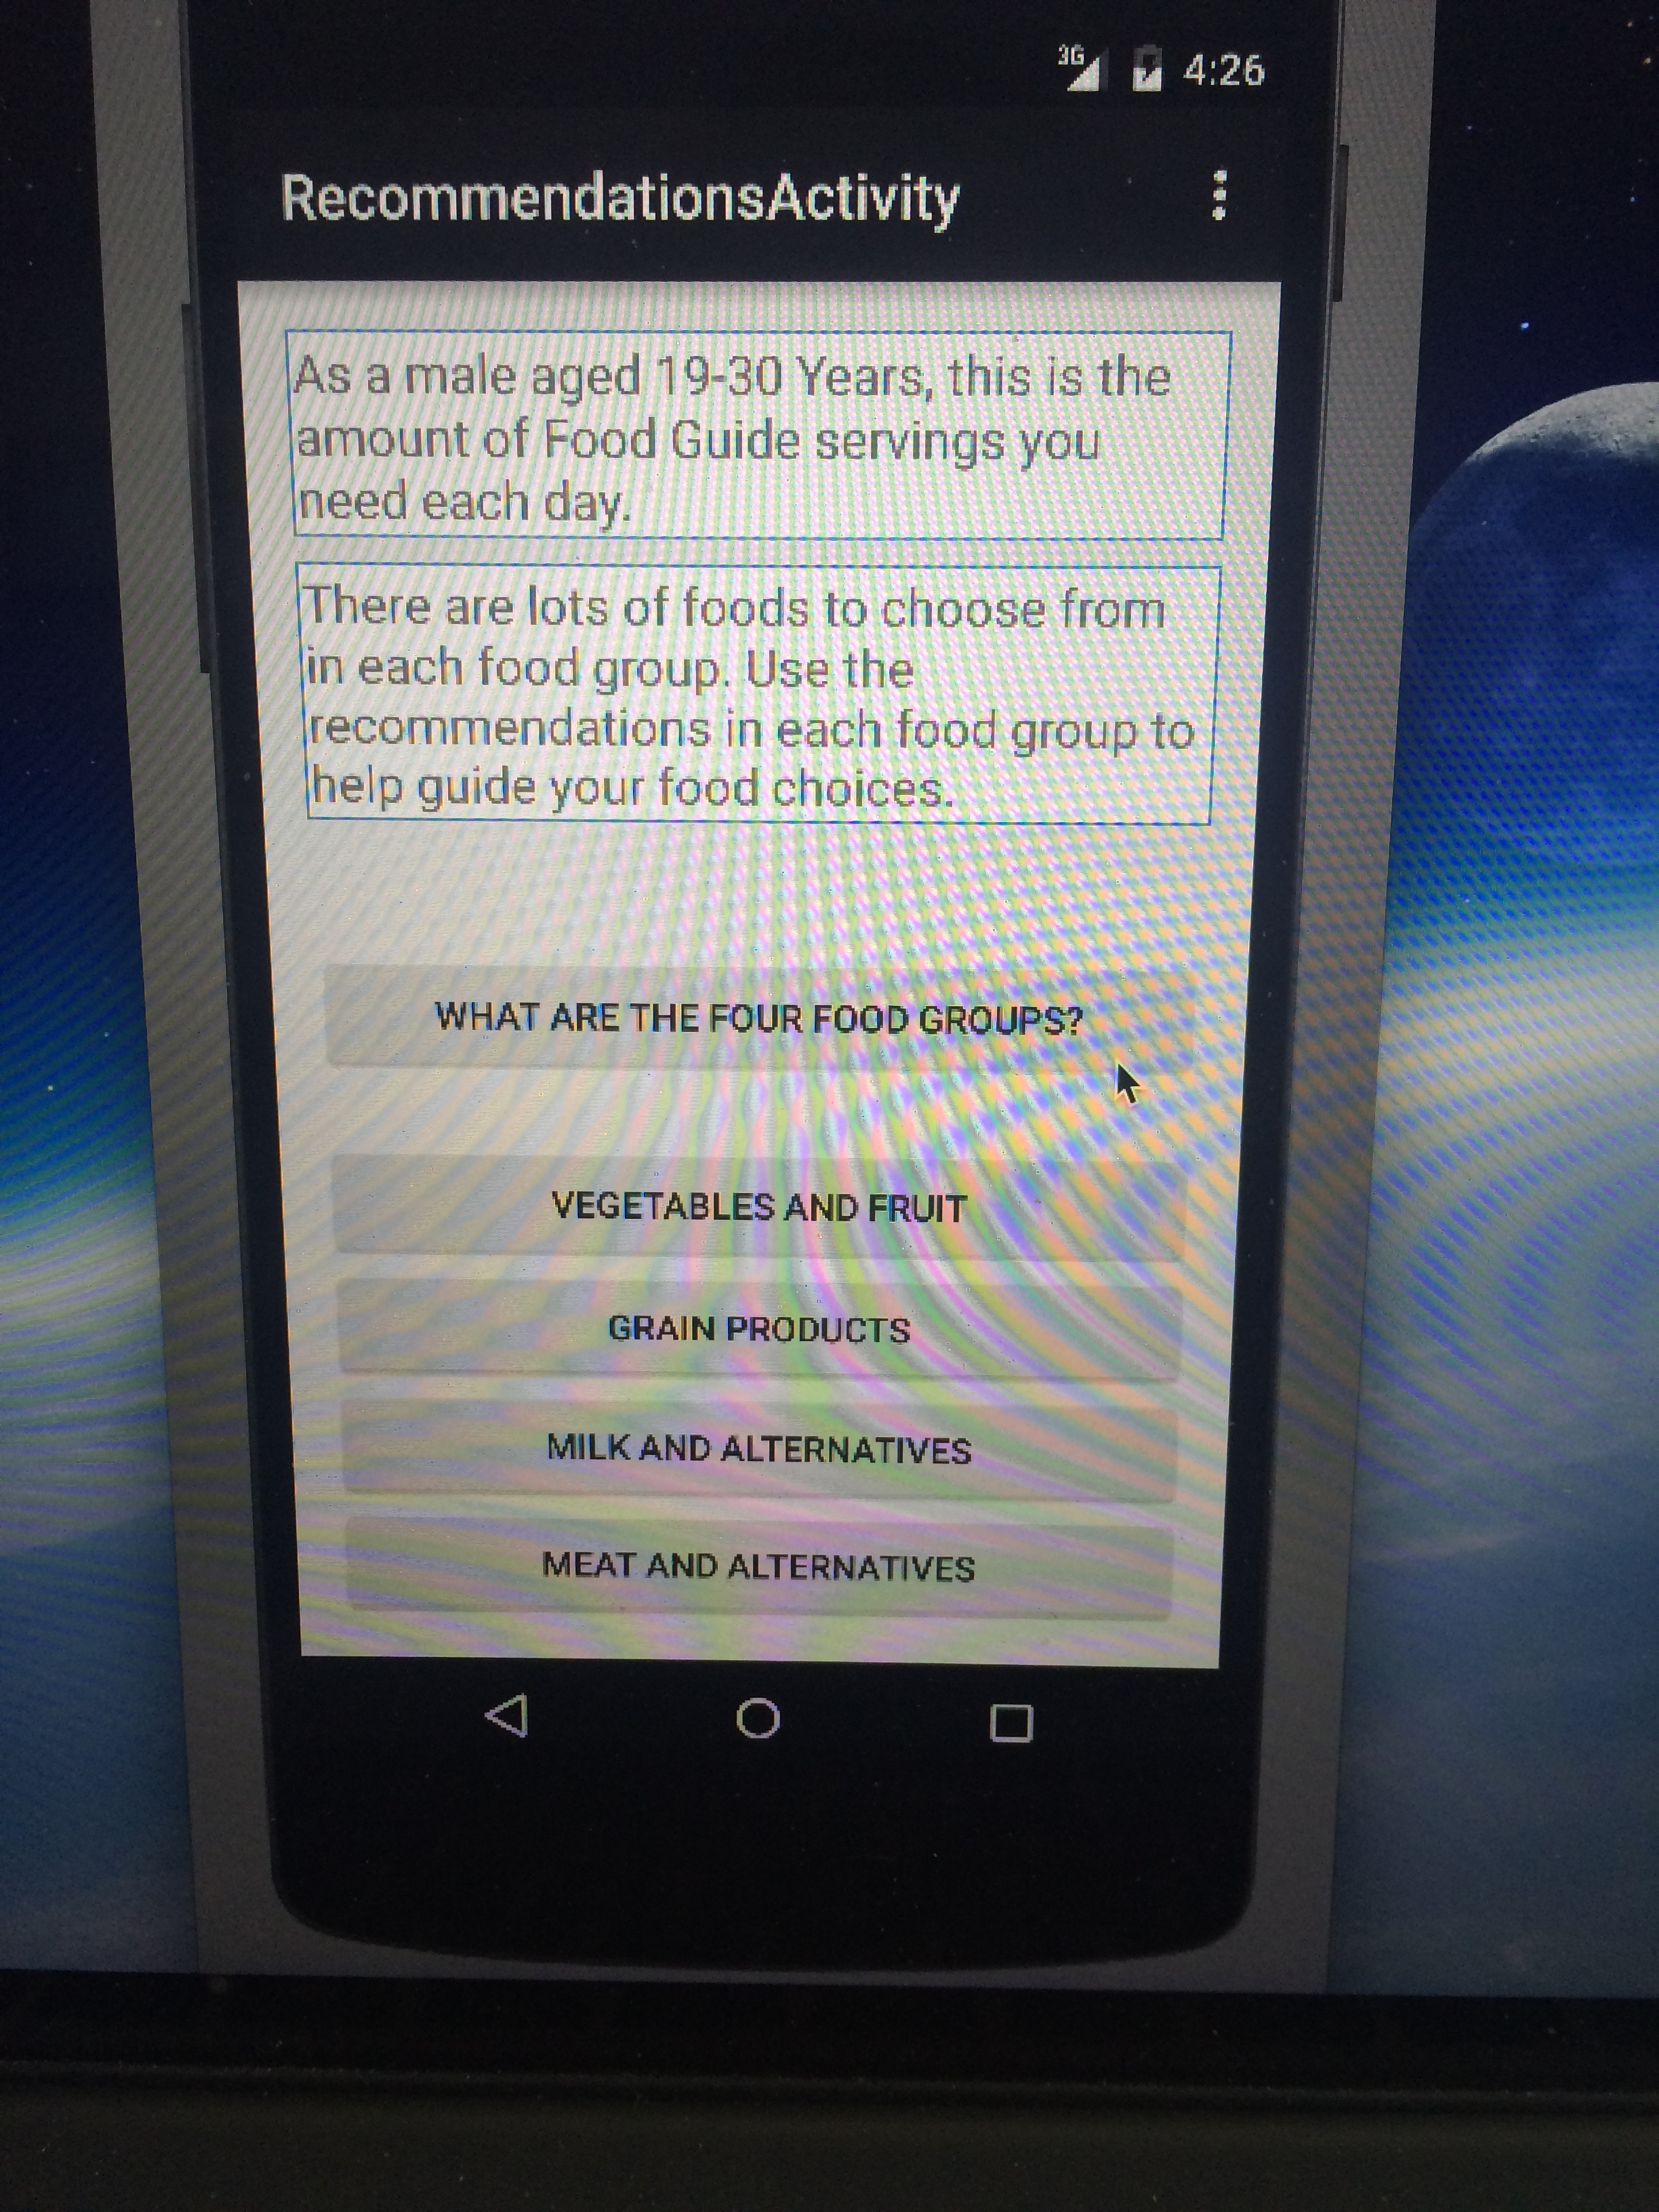 3G 4:26
RecommendationsActivity
As a male aged 19-30 Years, this is the
amount of Food Guide servings you
need each day.
There are lots of foods to choose from
in each food group. Use the
recommendations in each food group to
help guide your food choices.
WHAT ARE THE FOUR FOOD GROUPS?
VEGETABLES AND FRUIT
GRAIN PRODUCTS
MILK AND ALTERNATIVES
MEAT AND ALTERNATIVES